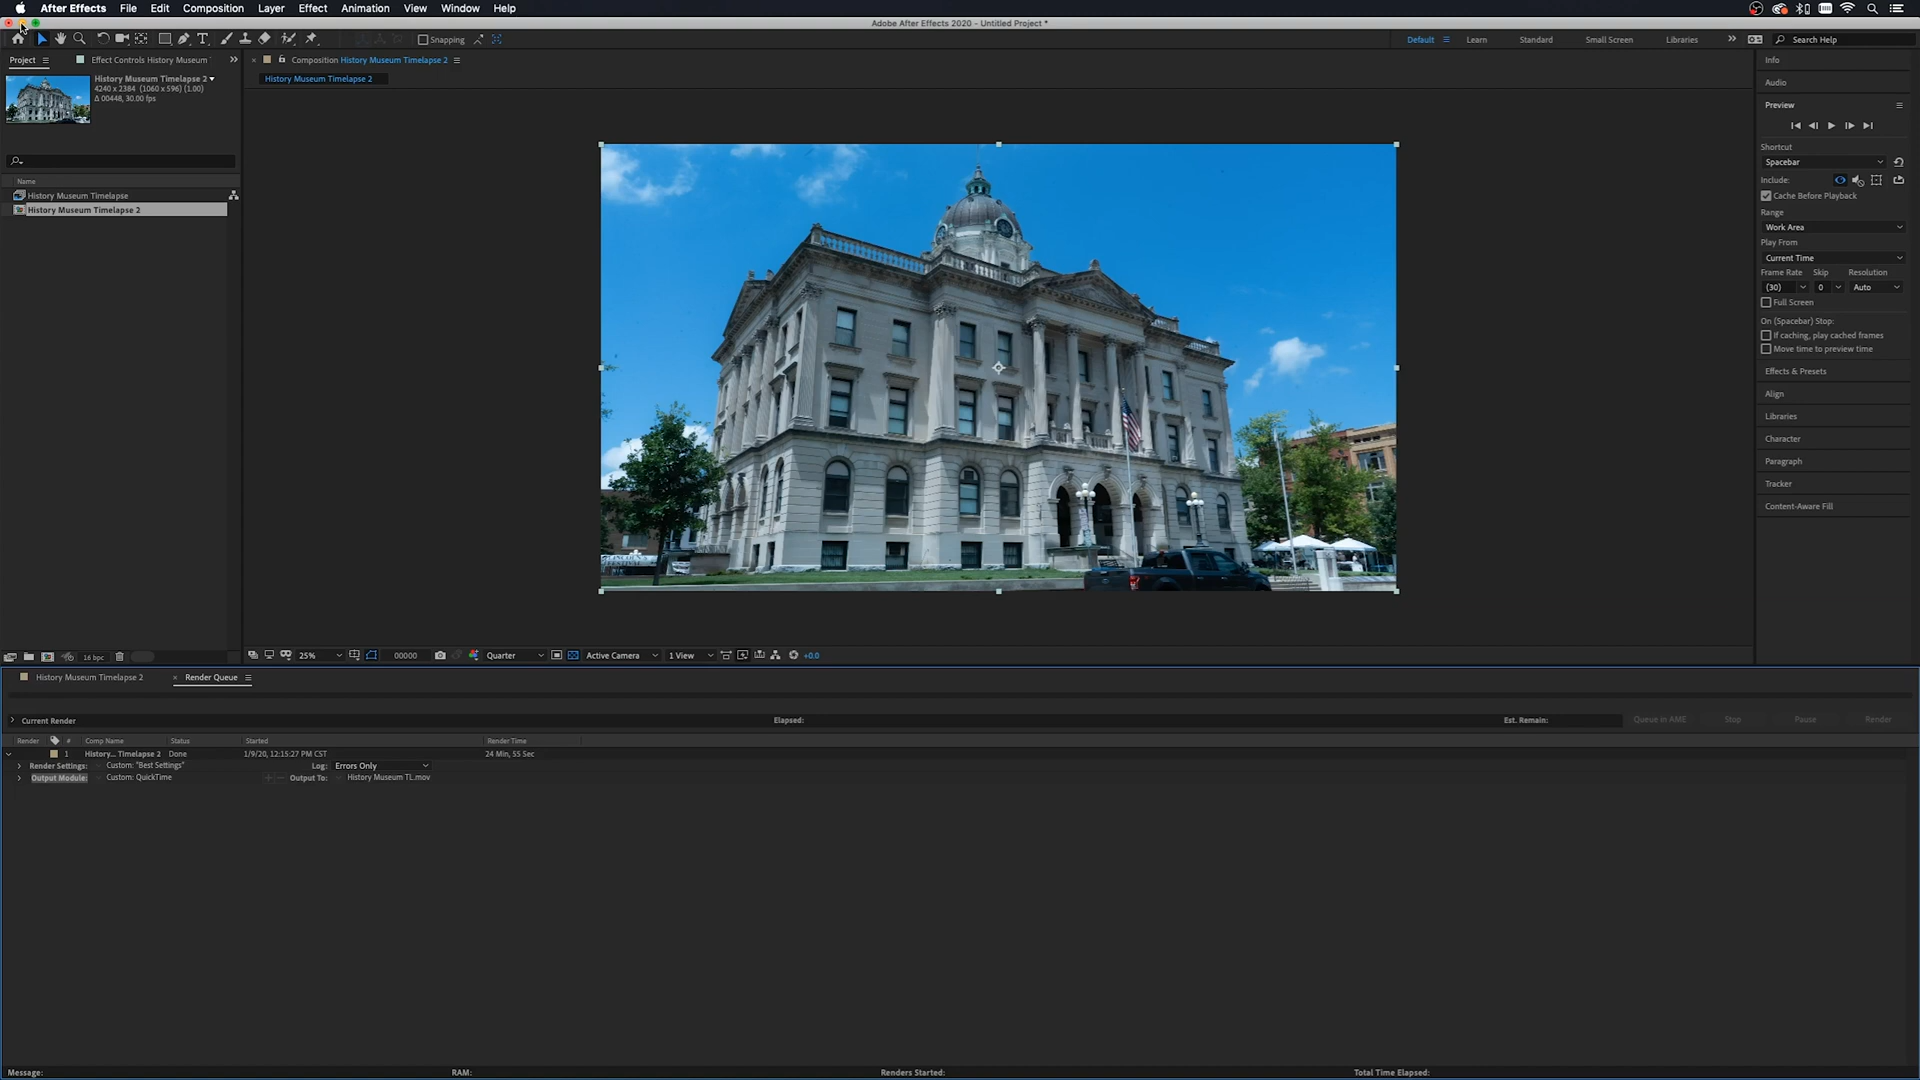 After Effects File Edit Composition Layer Effect Animation View Window Help
Adobe After Effects 2020 - Untitled Project *
Snapping
Default Learn Standard Small Screen Libraries Search Help
Project Effect Controls History Museum
Composition History Museum Timelapse 2
History Museum Timelapse 2
History Museum Timelapse 2
4240 x 2384 (1060 x 596) (1.00)
Δ 00448, 30.00 fps
Name
History Museum Timelapse
History Museum Timelapse 2
16 bpc
25% 00000 Quarter Active Camera 1 View +0.0
Info
Audio
Preview
Shortcut
Spacebar
Include:
Cache Before Playback
Range
Work Area
Play From
Current Time
Frame Rate Skip Resolution
(30) 0 Auto
Full Screen
On (Spacebar) Stop:
If caching, play cached frames
Move time to preview time
Effects & Presets
Align
Libraries
Character
Paragraph
Tracker
Content-Aware Fill
History Museum Timelapse 2 Render Queue
Current Render Elapsed: Est. Remain: Queue in AME Stop Pause Render
Render # Comp Name Status Started Render Time
1 History... Timelapse 2 Done 1/9/20, 12:15:27 PM CST 24 Min, 55 Sec
Render Settings: Custom: "Best Settings" Log: Errors Only
Output Module: Custom: QuickTime + – Output To: History Museum TL.mov
Message: RAM: Renders Started: Total Time Elapsed: